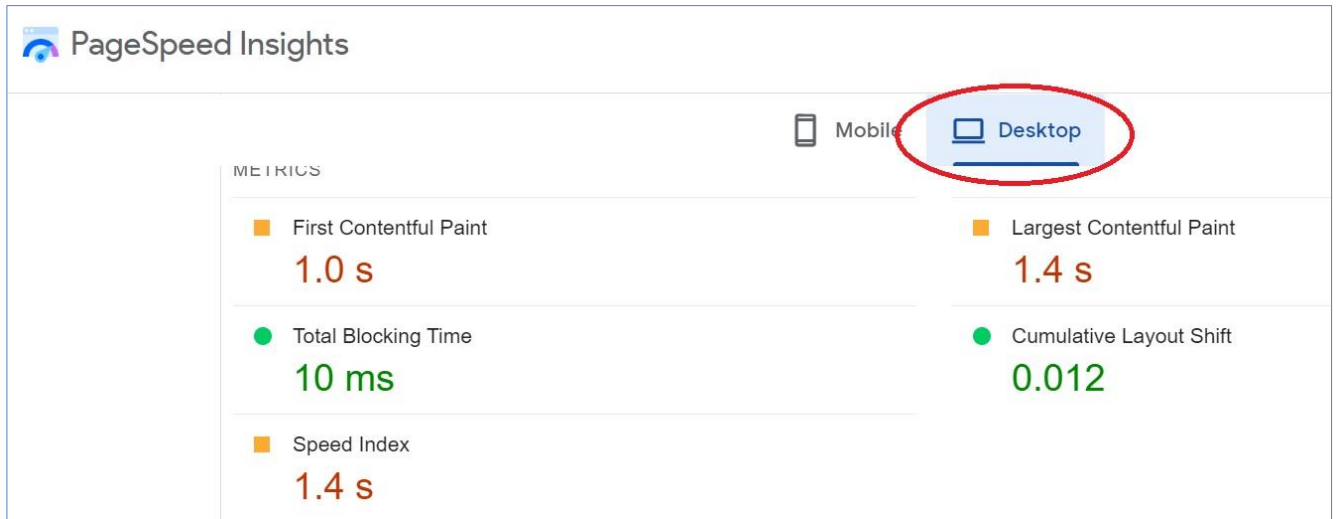 PageSpeed Insights
Mobile
Desktop
METRICS
First Contentful Paint
1.0 s
Largest Contentful Paint
1.4 s
Total Blocking Time
10 ms
Cumulative Layout Shift
0.012
Speed Index
1.4 s